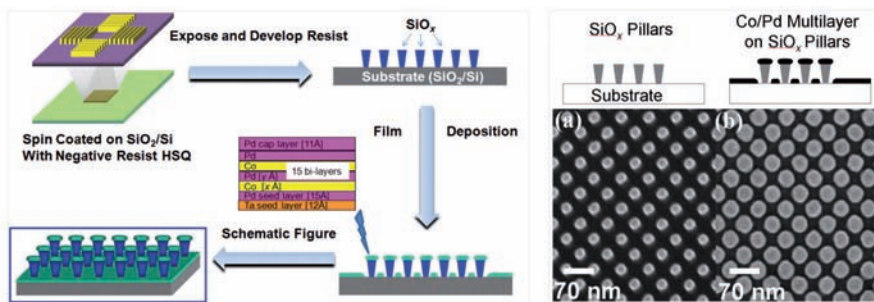 Expose and Develop Resist
SiOx
Substrate (SiO2/Si)
Spin Coated on SiO2/Si
With Negative Resist HSQ
Film Deposition
Pd cap layer [11Å]
Pd
Co
15 bi-layers
Pd [y Å]
Co [x Å]
Pd seed layer [15Å]
Ta seed layer [12Å]
Schematic Figure
SiOx Pillars
Substrate
Co/Pd Multilayer
on SiOx Pillars
(a)
70 nm
(b)
70 nm